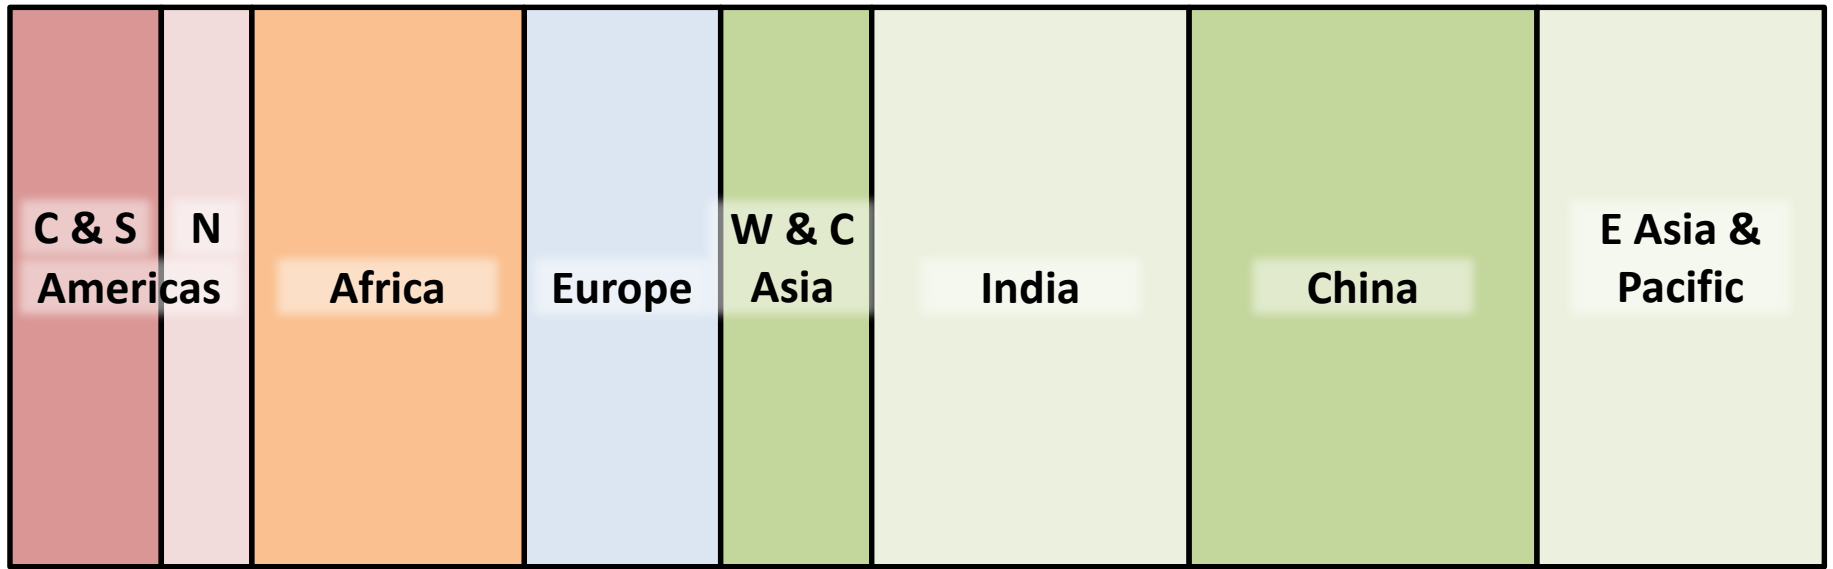 C & S
N
Americas
Africa
Europe
W & C
Asia
India
China
E Asia &
Pacific